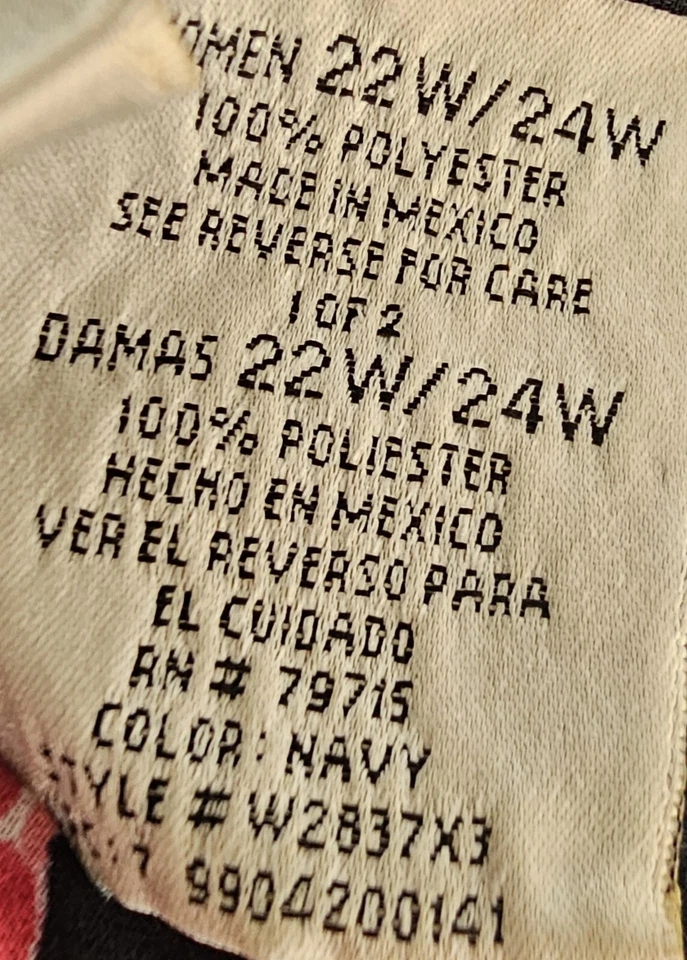 WOMEN 22W/24W
100% POLYESTER
MADE IN MEXICO
SEE REVERSE FOR CARE
1 OF 2
DAMAS 22W/24W
100% POLIESTER
HECHO EN MEXICO
VER EL REVERSO PARA
EL CUIDADO
RN # 79715
COLOR: NAVY
STYLE # W2837X3
9904200141